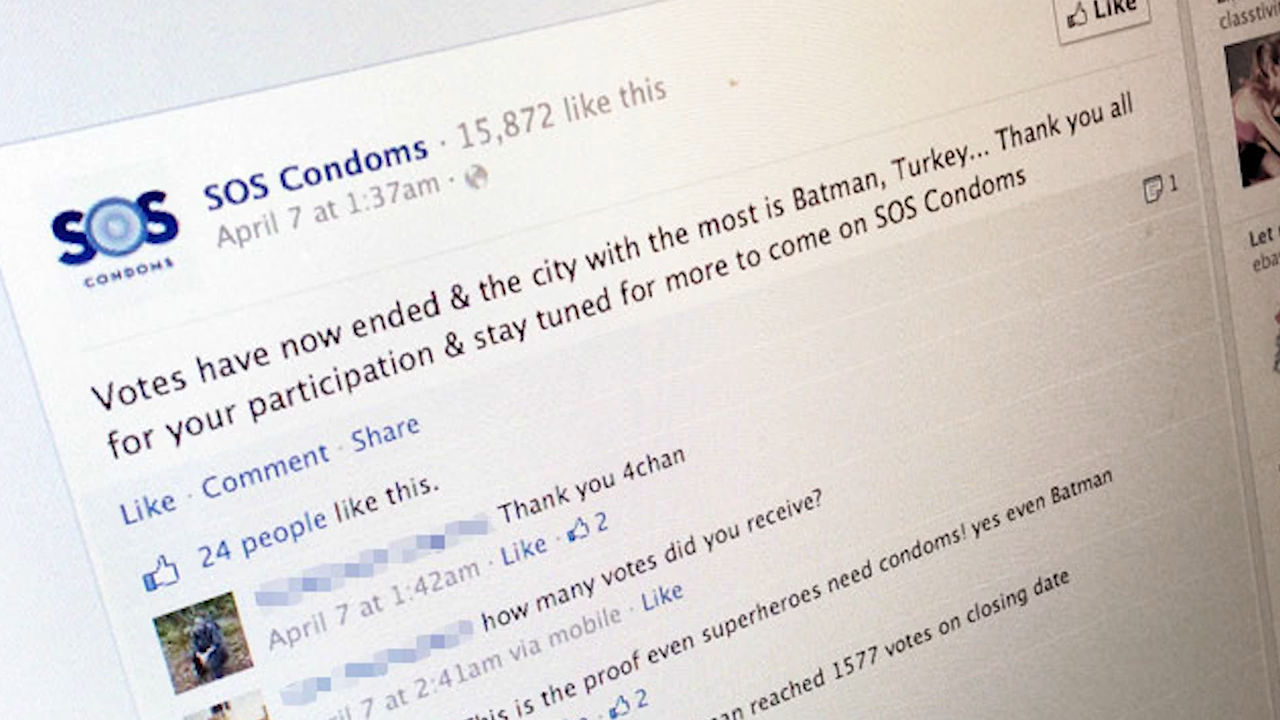 Like
SOS
CONDOMS
SOS Condoms · 15,872 like this
April 7 at 1:37am ·
Votes have now ended & the city with the most is Batman, Turkey... Thank you all
for your participation & stay tuned for more to come on SOS Condoms
1
Like · Comment · Share
24 people like this.
Thank you 4chan
April 7 at 1:42am · Like · 2
how many votes did you receive?
7 at 2:41am via mobile · Like
This is the proof even superheroes need condoms! yes even Batman
2
reached 1577 votes on closing date
Let